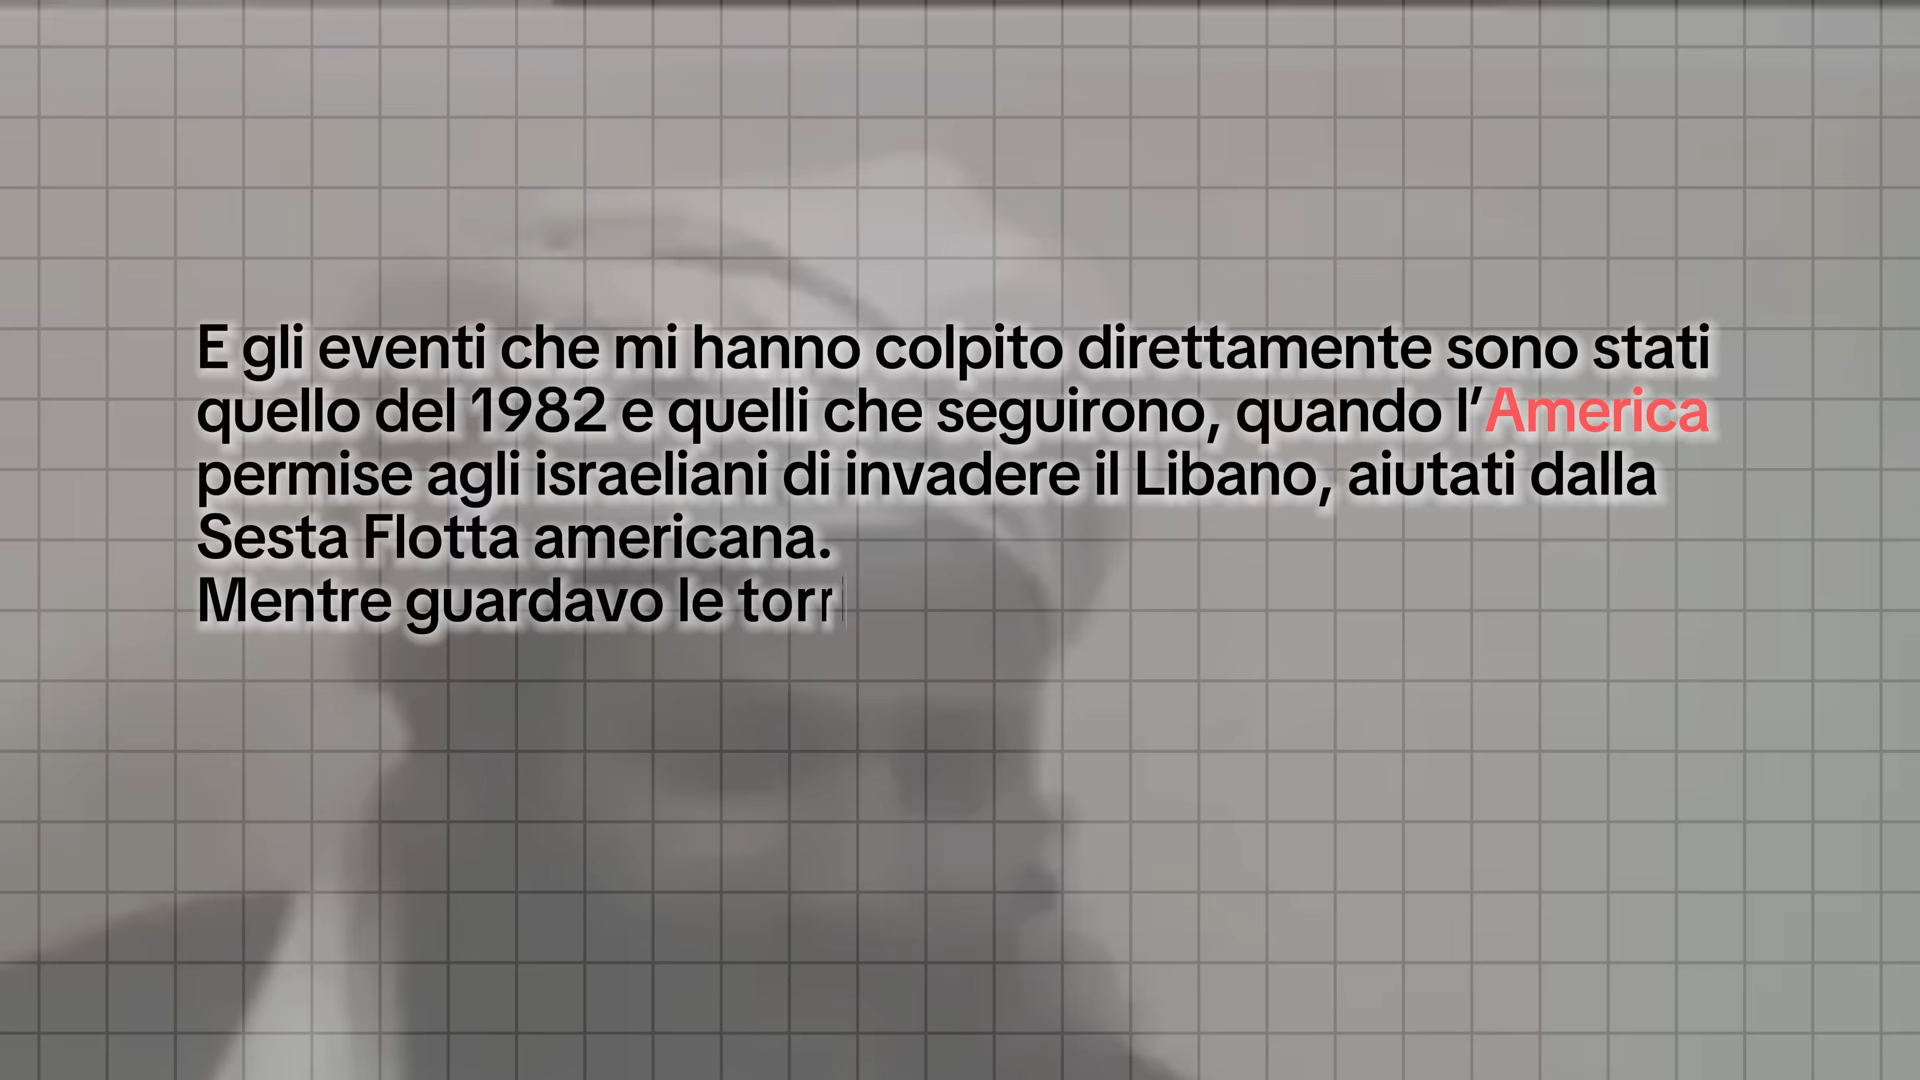 E gli eventi che mi hanno colpito direttamente sono stati
quello del 1982 e quelli che seguirono, quando l’America
permise agli israeliani di invadere il Libano, aiutati dalla
Sesta Flotta americana.
Mentre guardavo le torr